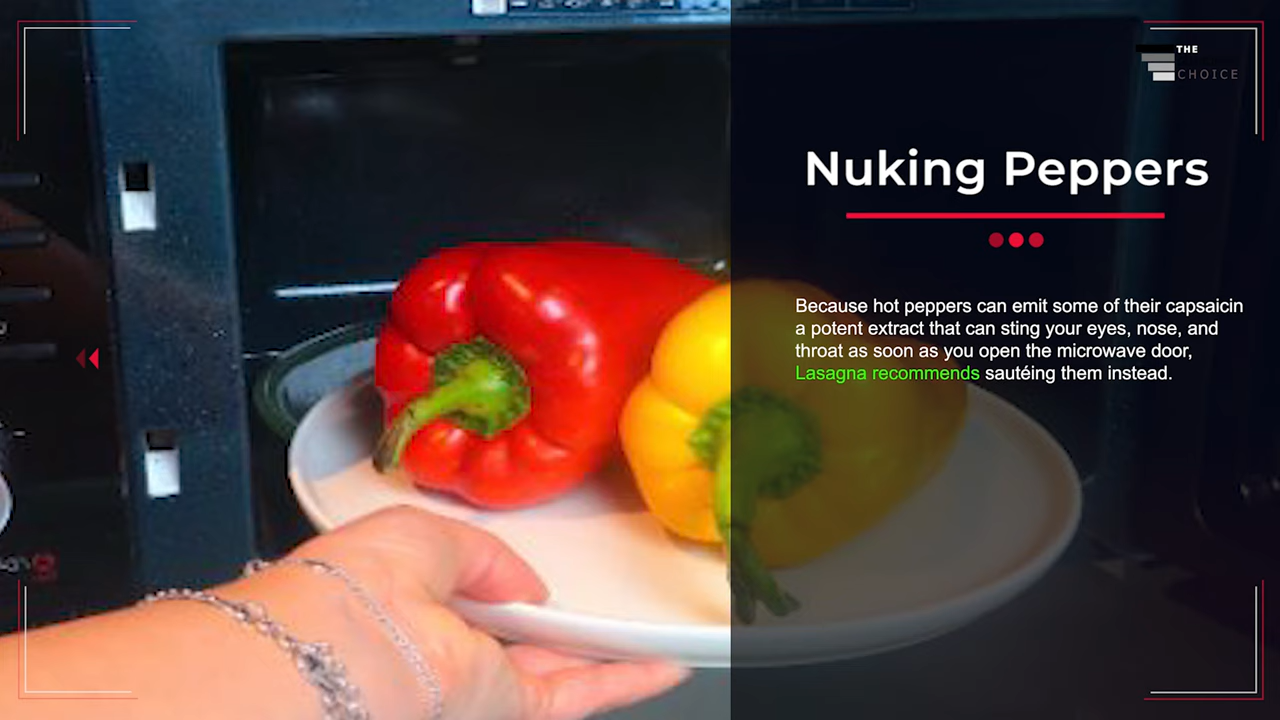 THE
CHOICE
Nuking Peppers
Because hot peppers can emit some of their capsaicin
a potent extract that can sting your eyes, nose, and
throat as soon as you open the microwave door,
Lasagna recommends sautéing them instead.